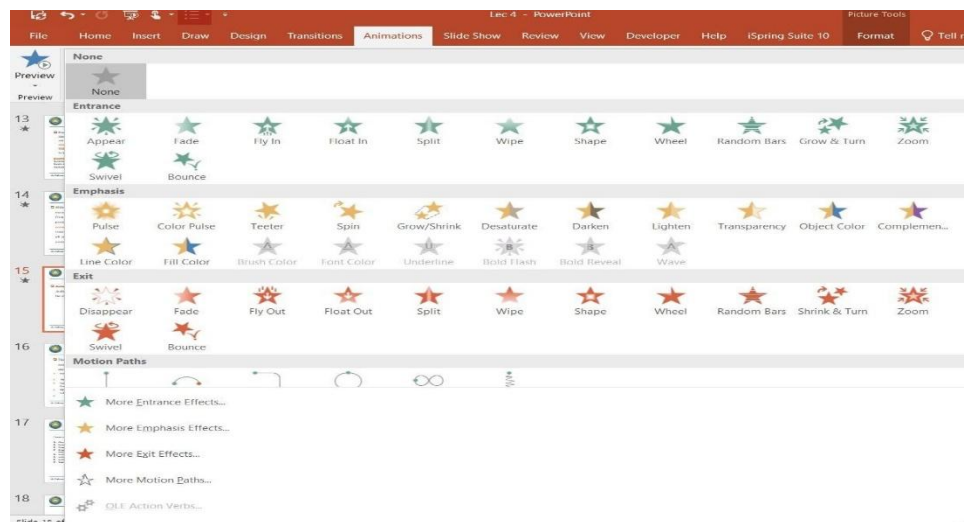 Lec 4 - PowerPoint
Picture Tools
File Home Insert Draw Design Transitions Animations Slide Show Review View Developer Help iSpring Suite 10 Format Tell
Preview
Preview
None
None
Entrance
Appear Fade Fly In Float In Split Wipe Shape Wheel Random Bars Grow & Turn Zoom
Swivel Bounce
Emphasis
Pulse Color Pulse Teeter Spin Grow/Shrink Desaturate Darken Lighten Transparency Object Color Complemen...
Line Color Fill Color Brush Color Font Color Underline Bold Flash Bold Reveal Wave
Exit
Disappear Fade Fly Out Float Out Split Wipe Shape Wheel Random Bars Shrink & Turn Zoom
Swivel Bounce
Motion Paths
More Entrance Effects...
More Emphasis Effects...
More Exit Effects...
More Motion Paths...
OLE Action Verbs...
13
14
15
16
17
18
Slide 15 of